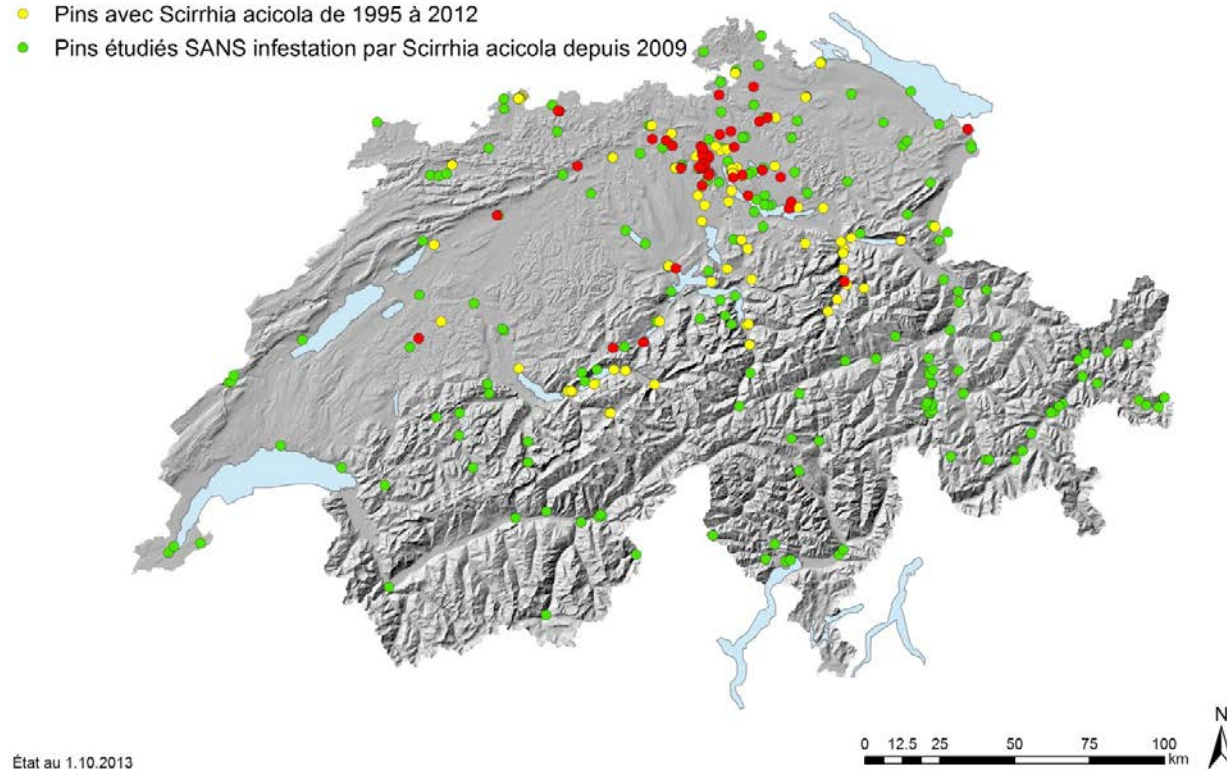 Pins avec Scirrhia acicola de 1995 à 2012
Pins étudiés SANS infestation par Scirrhia acicola depuis 2009
N
0 12.5 25 50 75 100
km
État au 1.10.2013